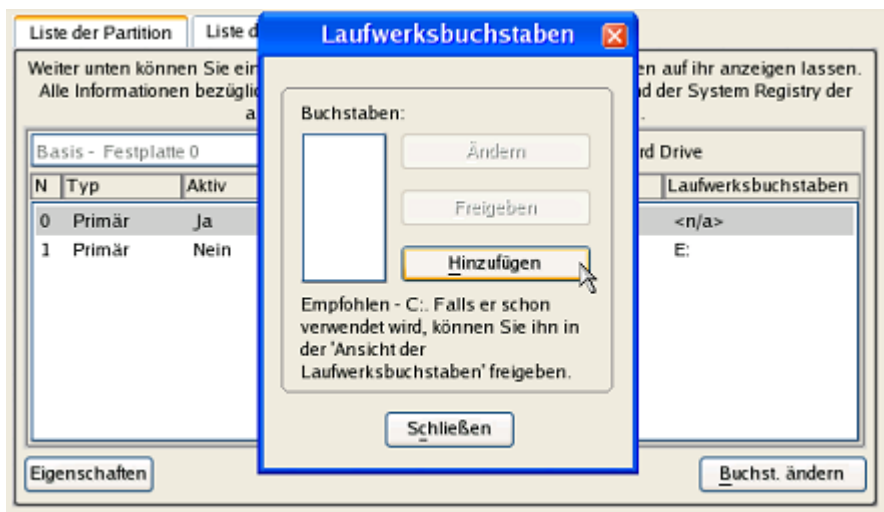 Liste der Partition Liste d
Laufwerksbuchstaben
Weiter unten können Sie ein en auf ihr anzeigen lassen.
Alle Informationen bezüglic nd der System Registry der
a .
Basis - Festplatte 0 rd Drive
N Typ Aktiv Laufwerksbuchstaben
0 Primär Ja <n/a>
1 Primär Nein E:
Buchstaben:
Ändern
Freigeben
Hinzufügen
Empfohlen - C:. Falls er schon
verwendet wird, können Sie ihn in
der 'Ansicht der
Laufwerksbuchstaben' freigeben.
Schließen
Eigenschaften Buchst. ändern